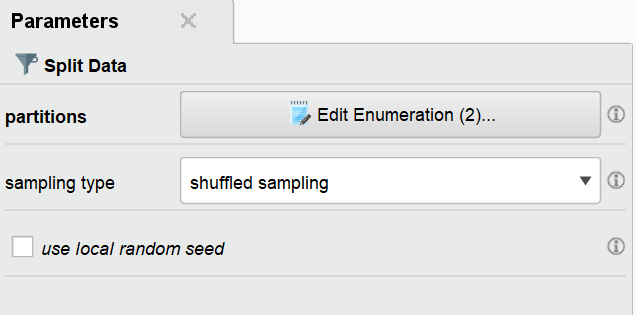 Parameters
Split Data
partitions
Edit Enumeration (2)...
sampling type
shuffled sampling
use local random seed